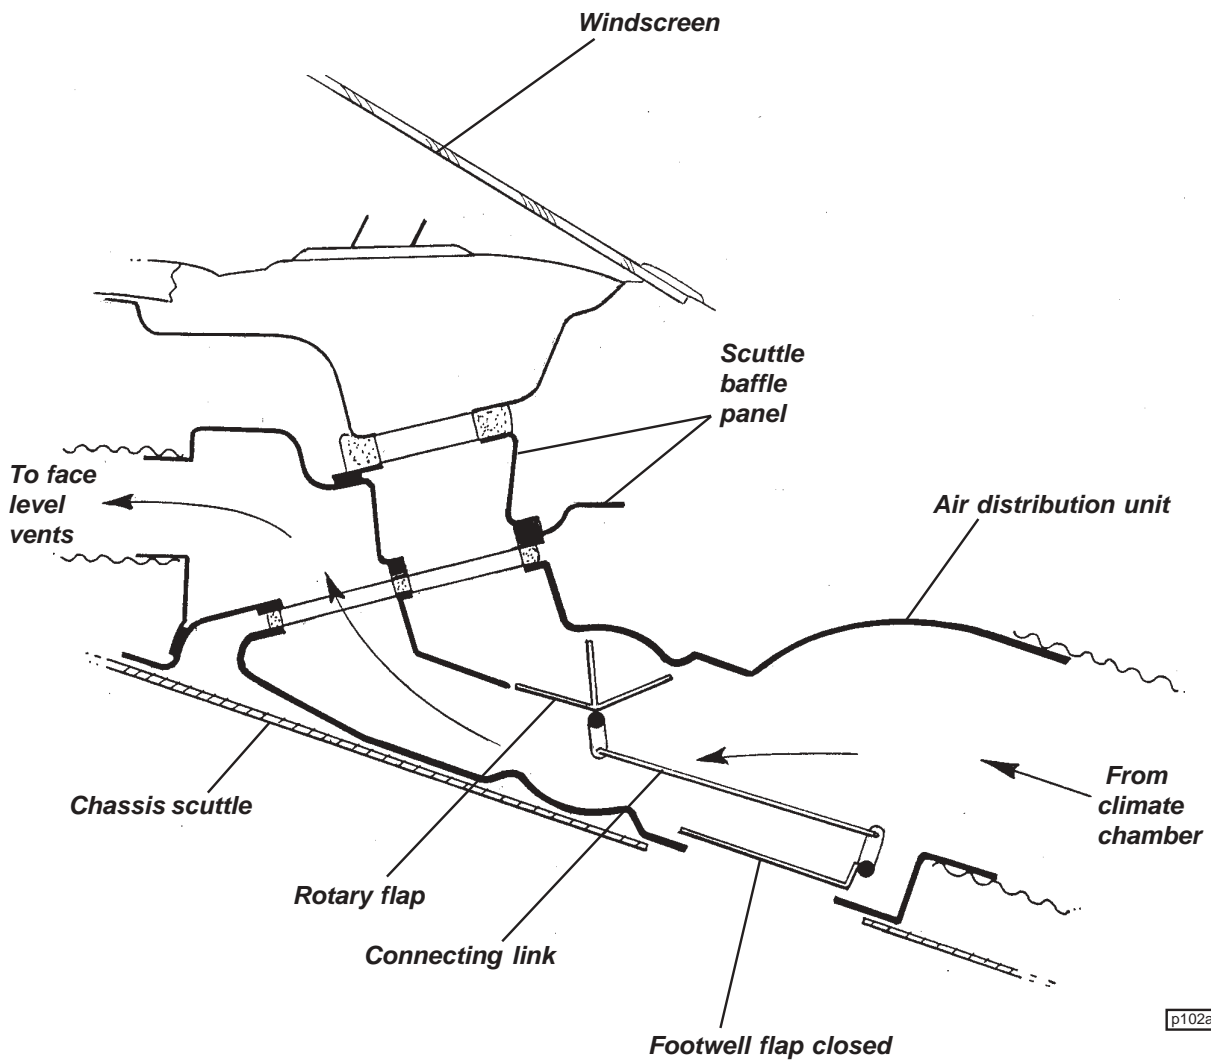 Windscreen
Scuttle
baffle
panel
To face
level
vents
Air distribution unit
From
climate
chamber
Chassis scuttle
Rotary flap
Connecting link
Footwell flap closed
p102a